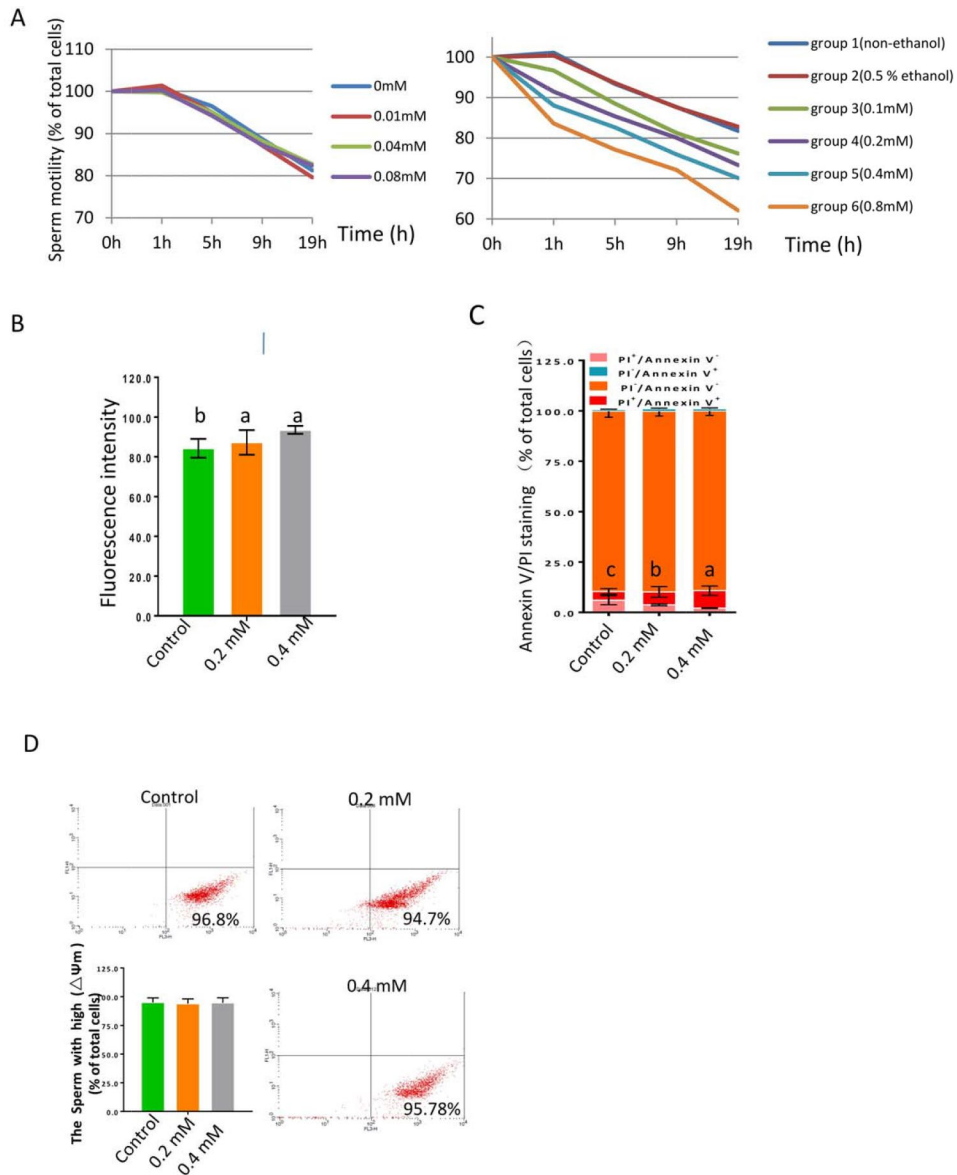 A
Sperm motility (% of total cells)
110
100
90
80
70
0h
1h
5h
9h
19h
Time (h)
0mM
0.01mM
0.04mM
0.08mM
100
90
80
70
60
0h
1h
5h
9h
19h
Time (h)
group 1(non-ethanol)
group 2(0.5 % ethanol)
group 3(0.1mM)
group 4(0.2mM)
group 5(0.4mM)
group 6(0.8mM)
B
Fluorescence intensity
120.0
100.0
80.0
60.0
40.0
20.0
0.0
b
a
a
Control
0.2 mM
0.4 mM
C
Annexin V/PI staining (% of total cells)
125.0
100.0
75.0
50.0
25.0
0.0
PI⁺/Annexin V⁻
PI⁻/Annexin V⁺
PI⁻/Annexin V⁻
PI⁺/Annexin V⁺
c
b
a
Control
0.2 mM
0.4 mM
D
Control
96.8%
0.2 mM
94.7%
The Sperm with high (△Ψm)
(% of total cells)
125.0
100.0
75.0
50.0
25.0
0.0
Control
0.2 mM
0.4 mM
0.4 mM
95.78%